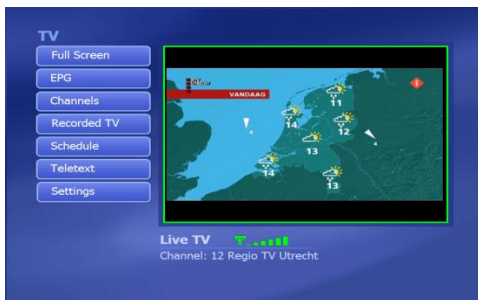 TV
Full Screen
EPG
Channels
Recorded TV
Schedule
Teletext
Settings
VANDAAG
11
14
12
13
14
13
Live TV
Channel: 12 Regio TV Utrecht